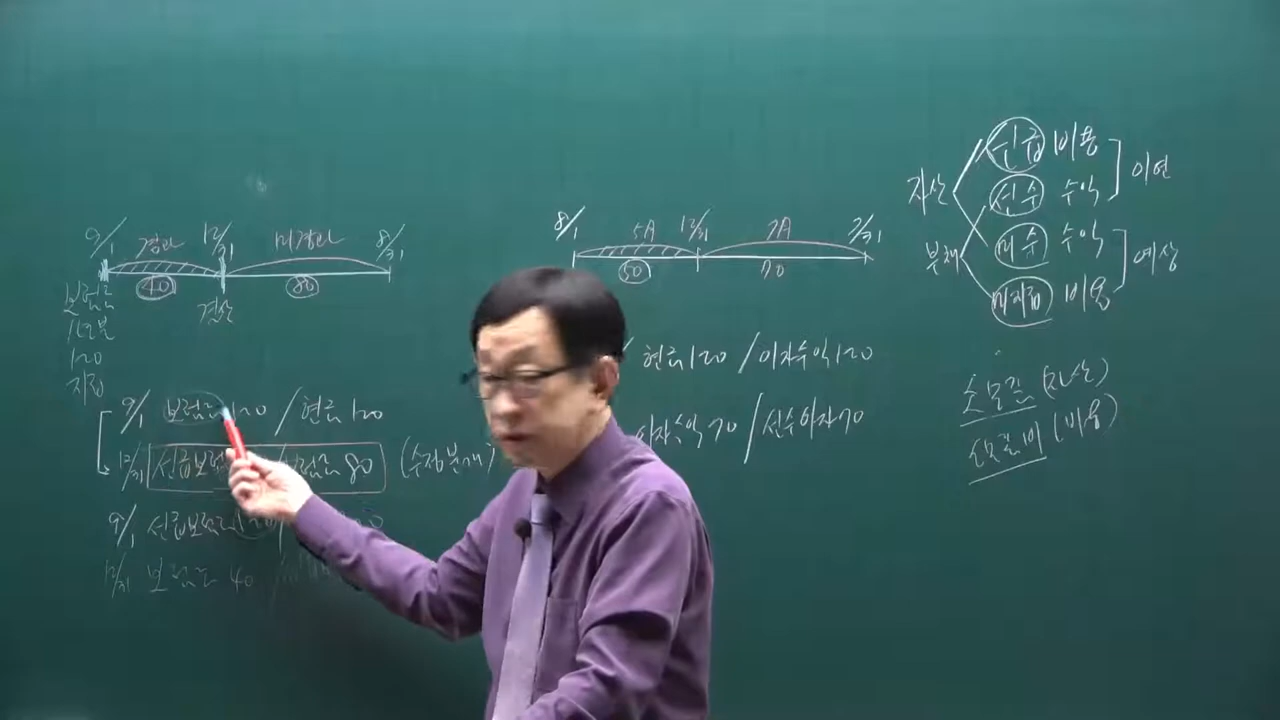 9/1 경과 12/31 미경과 8/31
40 80
결산
보험료
1년분
120
지급
9/1 보험료 120 / 현금 120
12/31 선급보험료 / 보험료 80 (수정분개)
9/1 선급보험료 120 /
12/31 보험료 40 /
8/1 5月 12/31 7月 7/31
50 70
현금 120 / 이자수익 120
이자수익 70 / 선수이자 70
자산 선급 비용
선수 수익 이연
부채 미수 수익
미지급 비용 예상
소모품 (자산)
소모품비 (비용)